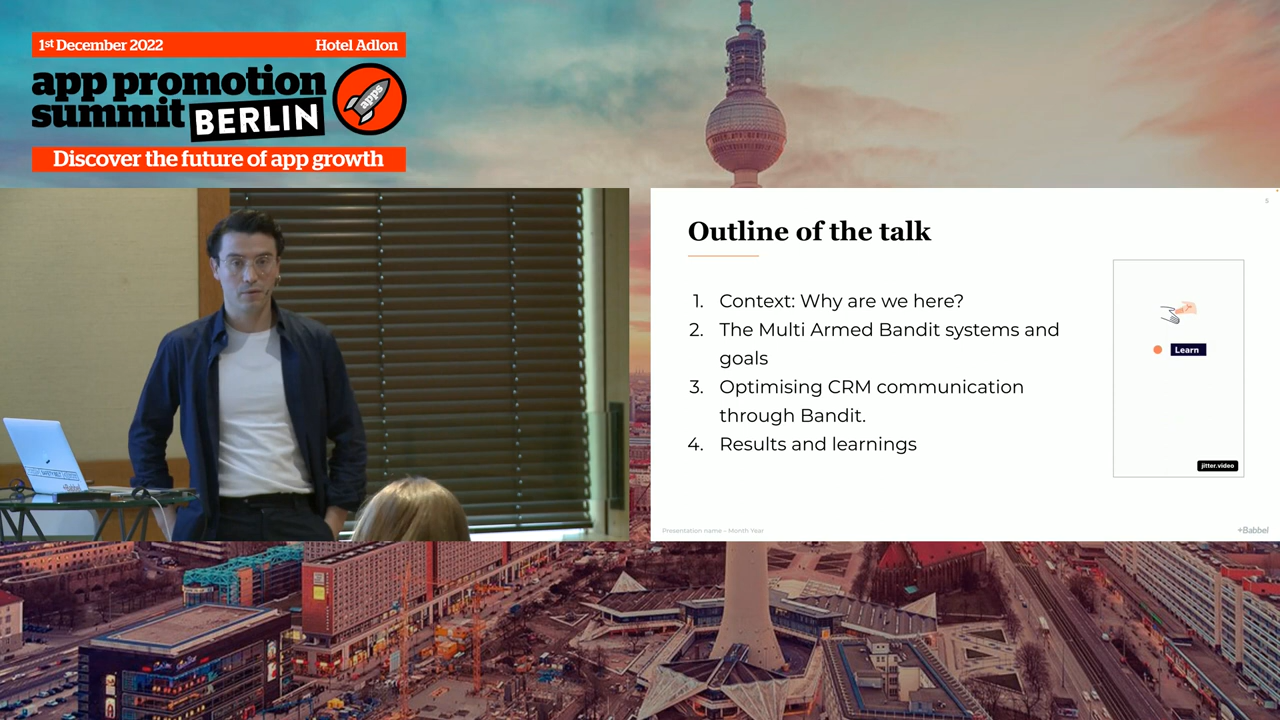 1st December 2022 Hotel Adlon
app promotion
summit BERLIN
apps
Discover the future of app growth
5
Outline of the talk
1. Context: Why are we here?
2. The Multi Armed Bandit systems and
goals
3. Optimising CRM communication
through Bandit.
4. Results and learnings
Learn
jitter.video
Presentation name – Month Year
+Babbel
+Babbel